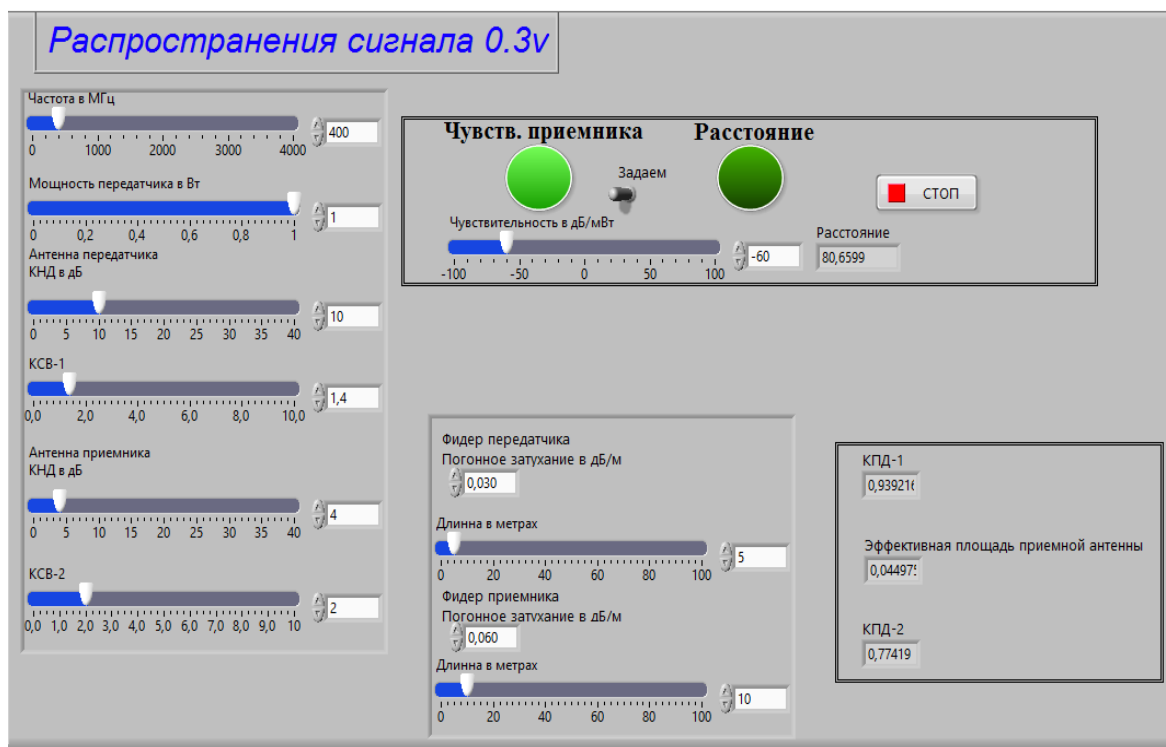 Распространения сигнала 0.3v
Частота в МГц
400
0 1000 2000 3000 4000
Мощность передатчика в Вт
1
0 0,2 0,4 0,6 0,8 1
Антенна передатчика
КНД в дБ
10
0 5 10 15 20 25 30 35 40
КСВ-1
1,4
0,0 2,0 4,0 6,0 8,0 10,0
Антенна приемника
КНД в дБ
4
0 5 10 15 20 25 30 35 40
КСВ-2
2
0,0 1,0 2,0 3,0 4,0 5,0 6,0 7,0 8,0 9,0 10
Чувств. приемника Расстояние
Задаем
СТОП
Чувствительность в дБ/мВт
Расстояние
-60
80,6599
-100 -50 0 50 100
Фидер передатчика
Погонное затухание в дБ/м
0,030
Длинна в метрах
5
0 20 40 60 80 100
Фидер приемника
Погонное затухание в дБ/м
0,060
Длинна в метрах
10
0 20 40 60 80 100
КПД-1
0,939216
Эффективная площадь приемной антенны
0,04497
КПД-2
0,77419